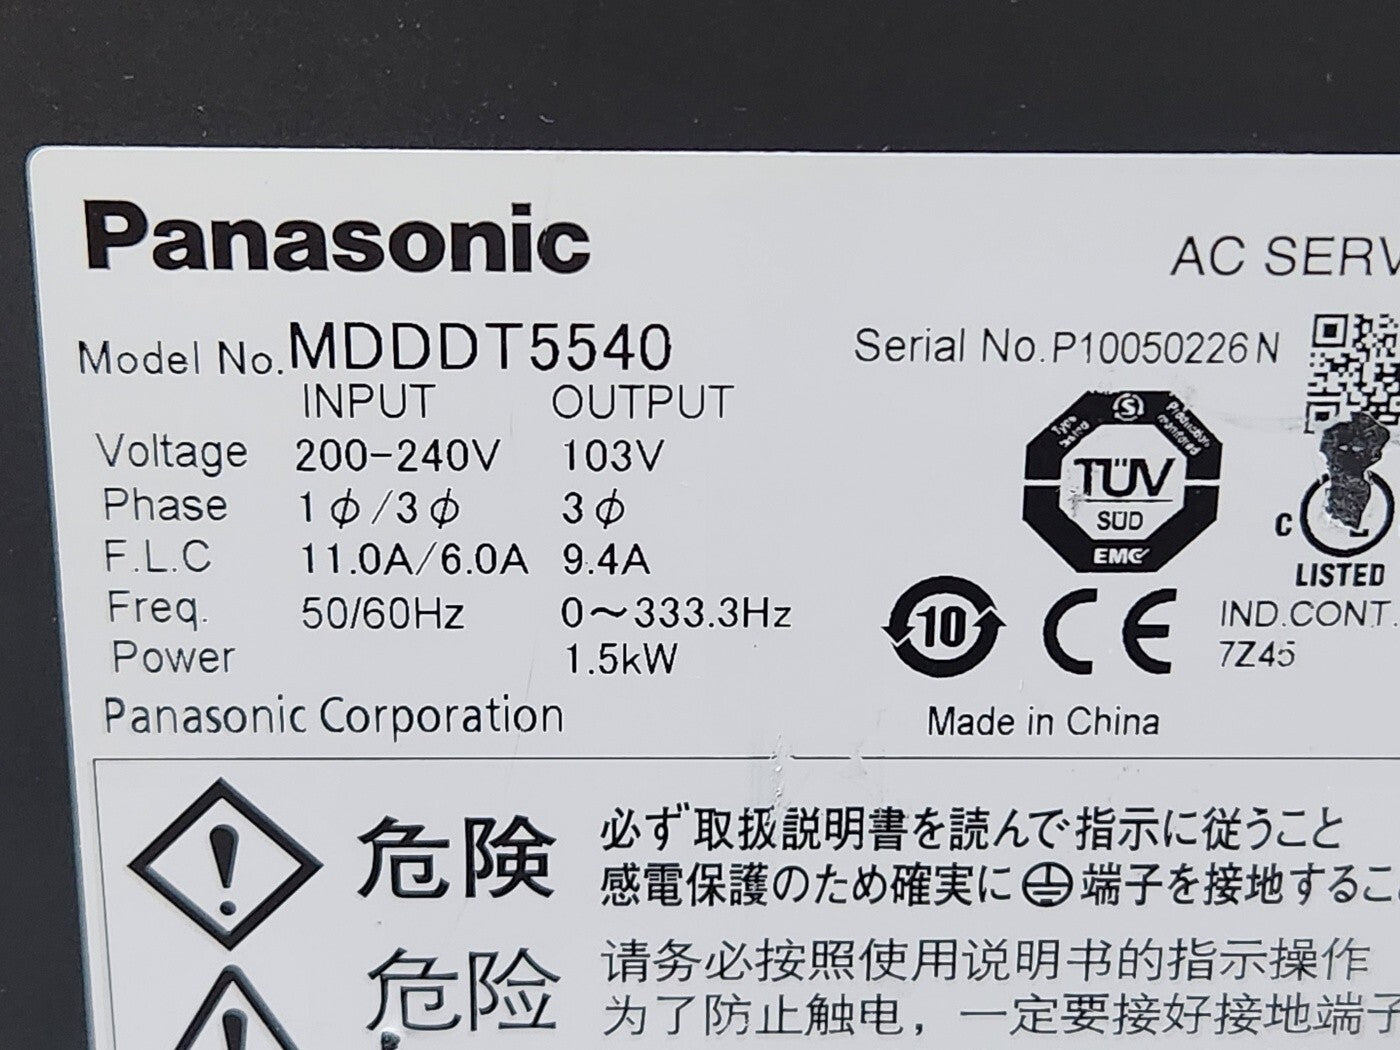 Panasonic
AC SERV
Model No. MDDDT5540
Serial No. P10050226N
INPUT OUTPUT
Voltage 200-240V 103V
Phase 1ϕ/3ϕ 3ϕ
F.L.C 11.0A/6.0A 9.4A
Freq. 50/60Hz 0～333.3Hz
Power 1.5kW
Panasonic Corporation
Type tested
Production monitored
TÜV
SÜD
EMC
C
LISTED
IND.CONT.
7Z45
10
CE
Made in China
危険
必ず取扱説明書を読んで指示に従うこと
感電保護のため確実に端子を接地するこ
危险
请务必按照使用说明书的指示操作
为了防止触电，一定要接好接地端子